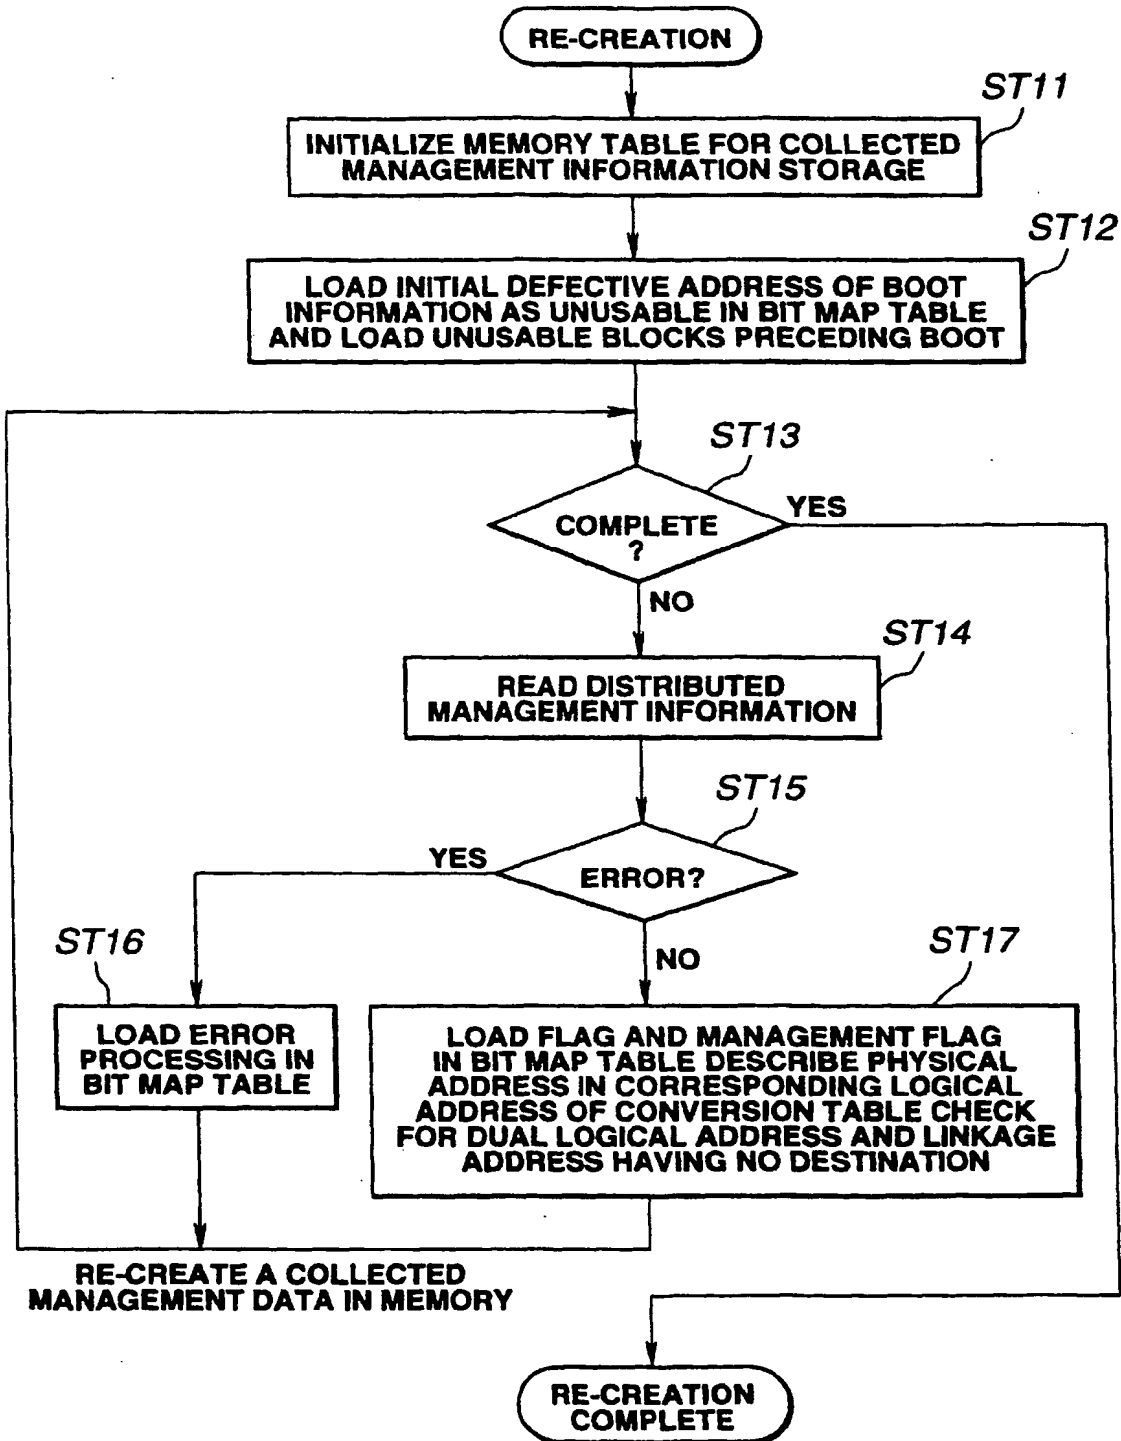 RE-CREATION
ST11
INITIALIZE MEMORY TABLE FOR COLLECTED
MANAGEMENT INFORMATION STORAGE
ST12
LOAD INITIAL DEFECTIVE ADDRESS OF BOOT
INFORMATION AS UNUSABLE IN BIT MAP TABLE
AND LOAD UNUSABLE BLOCKS PRECEDING BOOT
ST13
COMPLETE
?
YES
NO
ST14
READ DISTRIBUTED
MANAGEMENT INFORMATION
ST15
ERROR?
YES
NO
ST16
LOAD ERROR
PROCESSING IN
BIT MAP TABLE
ST17
LOAD FLAG AND MANAGEMENT FLAG
IN BIT MAP TABLE DESCRIBE PHYSICAL
ADDRESS IN CORRESPONDING LOGICAL
ADDRESS OF CONVERSION TABLE CHECK
FOR DUAL LOGICAL ADDRESS AND LINKAGE
ADDRESS HAVING NO DESTINATION
RE-CREATE A COLLECTED
MANAGEMENT DATA IN MEMORY
RE-CREATION
COMPLETE